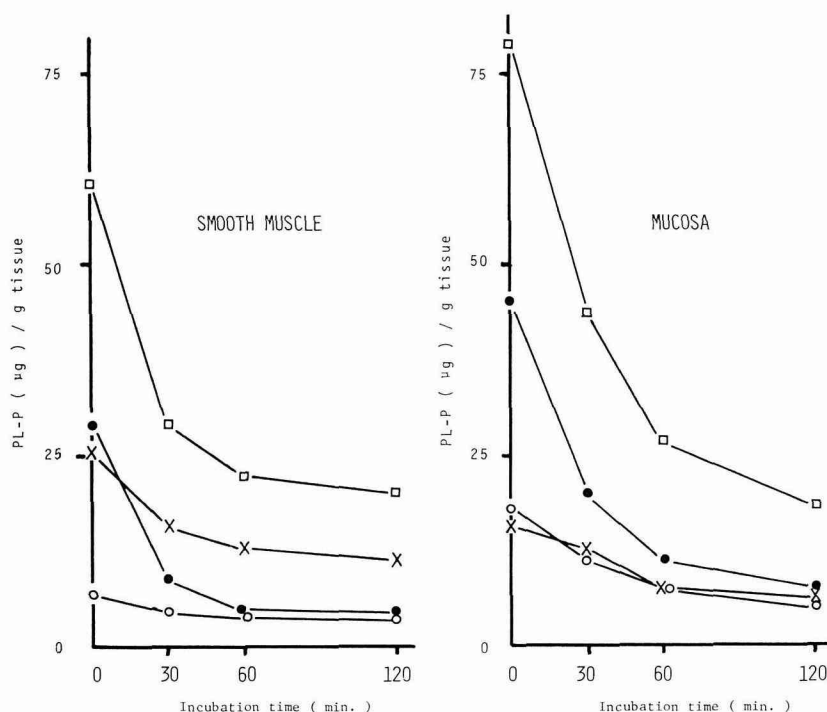 75
50
25
0
PL-P ( μg ) / g tissue
SMOOTH MUSCLE
0 30 60 120
Incubation time ( min. )
75
50
25
0
PL-P ( μg ) / g tissue
MUCOSA
0 30 60 120
Incubation time ( min. )